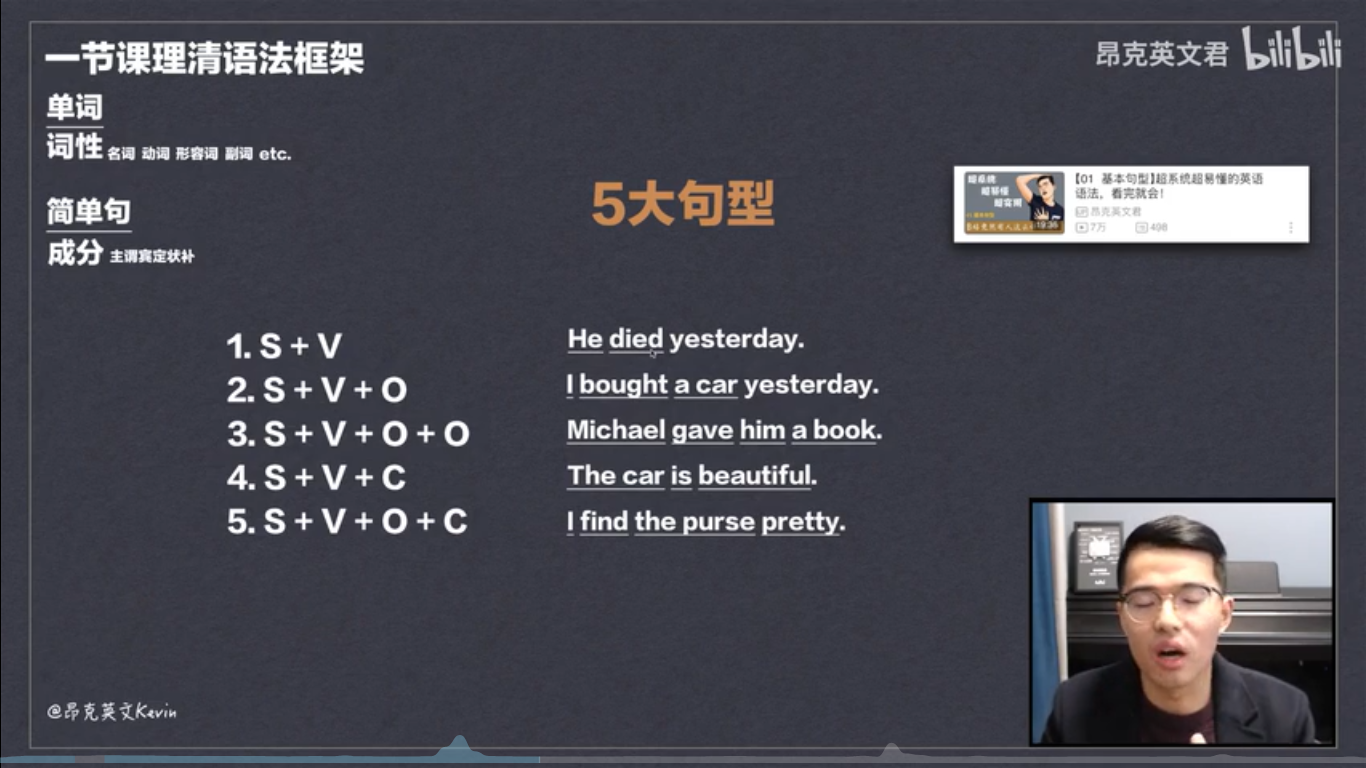 一节课理清语法框架
昂克英文君 bilibili
单词
词性 名词 动词 形容词 副词 etc.
简单句
成分 主谓宾定状补
5大句型
【01 基本句型】超系统超易懂的英语
语法，看完就会！
昂克英文君
7万 498
超系统
超易懂
超实用
19:36
1. S + V
He died yesterday.
2. S + V + O
I bought a car yesterday.
3. S + V + O + O
Michael gave him a book.
4. S + V + C
The car is beautiful.
5. S + V + O + C
I find the purse pretty.
@昂克英文Kevin